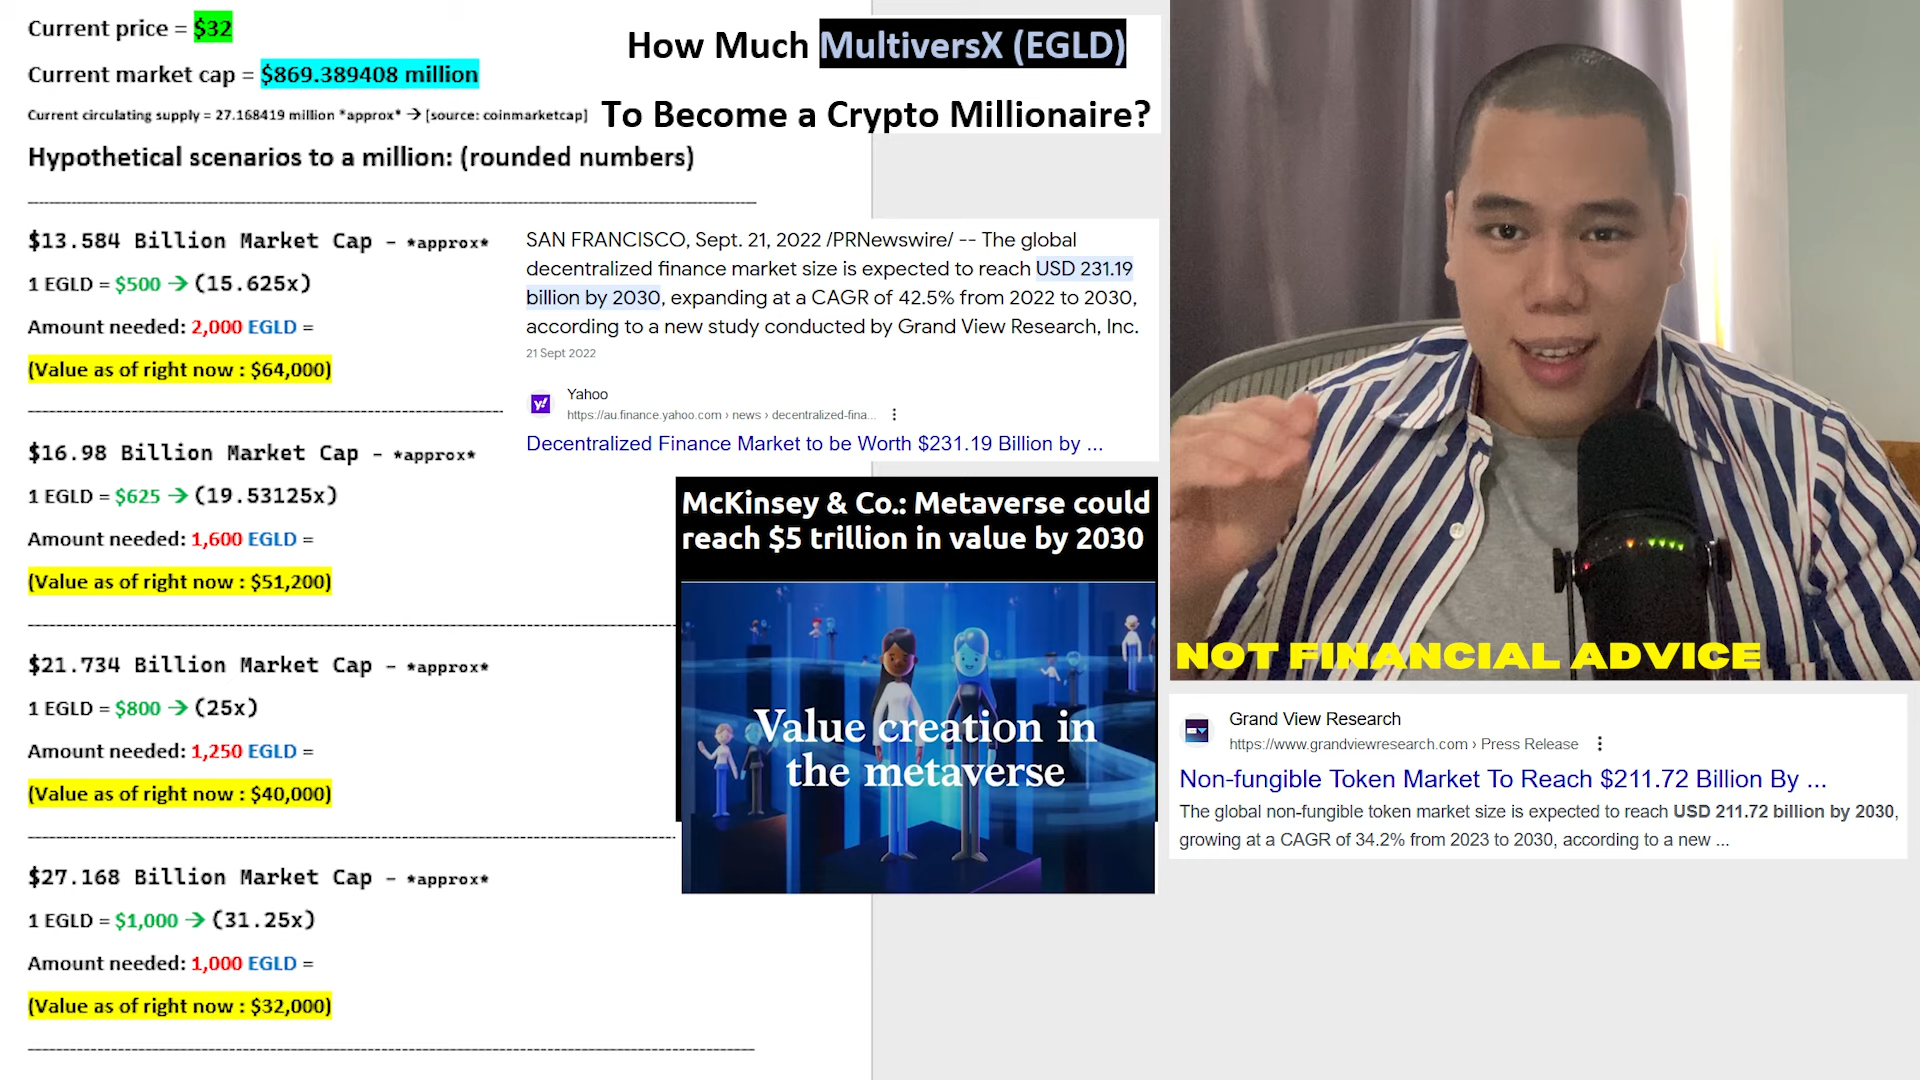 Current price = $32
Current market cap = $869.389408 million
Current circulating supply = 27.168419 million *approx* → [source: coinmarketcap]
Hypothetical scenarios to a million: (rounded numbers)
How Much MultiversX (EGLD)
To Become a Crypto Millionaire?
$13.584 Billion Market Cap - *approx*
1 EGLD = $500 → (15.625x)
Amount needed: 2,000 EGLD =
(Value as of right now : $64,000)
$16.98 Billion Market Cap - *approx*
1 EGLD = $625 → (19.53125x)
Amount needed: 1,600 EGLD =
(Value as of right now : $51,200)
$21.734 Billion Market Cap - *approx*
1 EGLD = $800 → (25x)
Amount needed: 1,250 EGLD =
(Value as of right now : $40,000)
$27.168 Billion Market Cap - *approx*
1 EGLD = $1,000 → (31.25x)
Amount needed: 1,000 EGLD =
(Value as of right now : $32,000)
SAN FRANCISCO, Sept. 21, 2022 /PRNewswire/ -- The global
decentralized finance market size is expected to reach USD 231.19
billion by 2030, expanding at a CAGR of 42.5% from 2022 to 2030,
according to a new study conducted by Grand View Research, Inc.
21 Sept 2022
y!
Yahoo
https://au.finance.yahoo.com › news › decentralized-fina...
Decentralized Finance Market to be Worth $231.19 Billion by ...
McKinsey & Co.: Metaverse could
reach $5 trillion in value by 2030
Value creation in
the metaverse
NOT FINANCIAL ADVICE
Grand View Research
https://www.grandviewresearch.com › Press Release
Non-fungible Token Market To Reach $211.72 Billion By ...
The global non-fungible token market size is expected to reach USD 211.72 billion by 2030,
growing at a CAGR of 34.2% from 2023 to 2030, according to a new ...